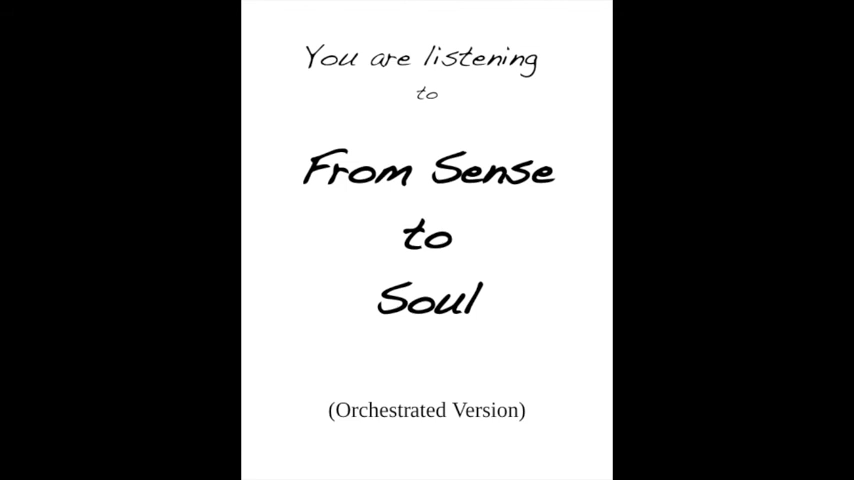 You are listening
to
From Sense
to
Soul
(Orchestrated Version)